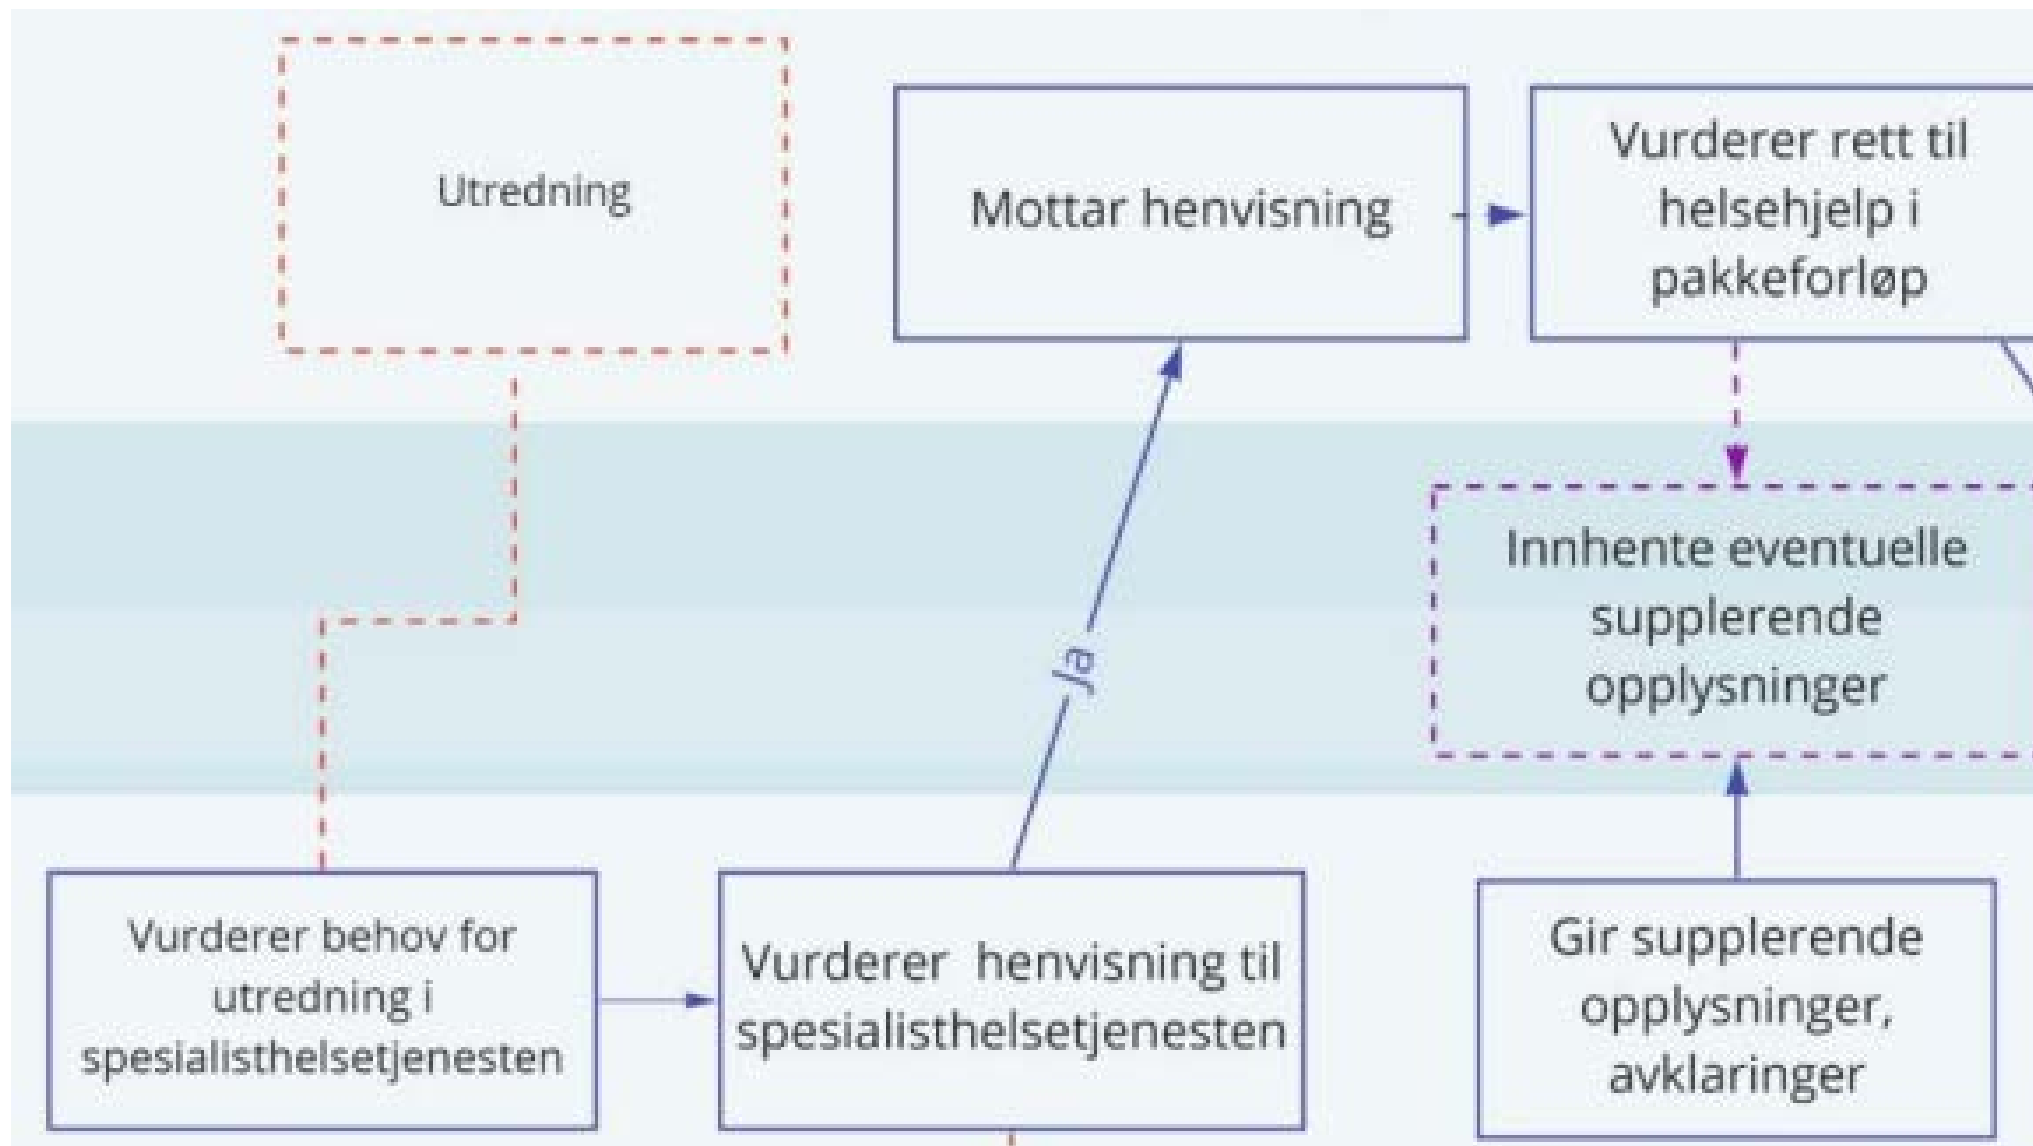 Utredning
Mottar henvisning
Vurderer rett til
helsehjelp i
pakkeforløp
Innhente eventuelle
supplerende
opplysninger
Ja
Vurderer behov for
utredning i
spesialisthelsetjenesten
Vurderer henvisning til
spesialisthelsetjenesten
Gir supplerende
opplysninger,
avklaringer